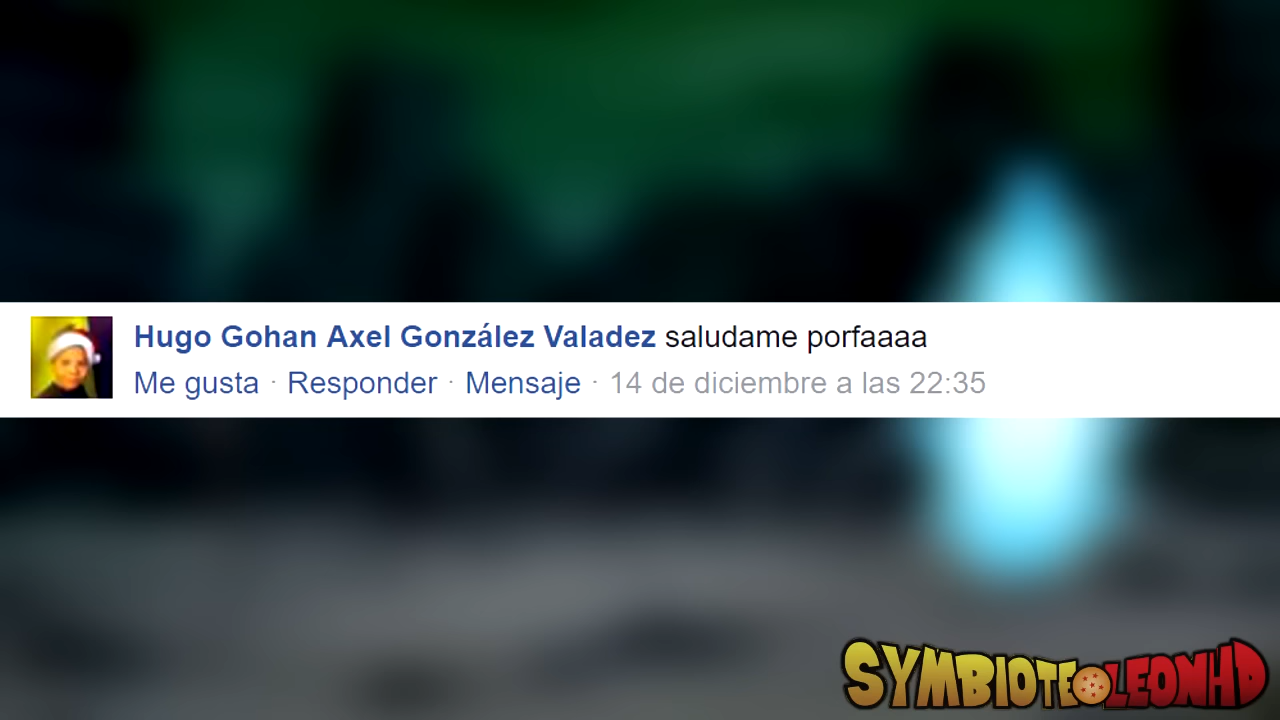 Hugo Gohan Axel González Valadez saludame porfaaaa
Me gusta · Responder · Mensaje · 14 de diciembre a las 22:35
SYMBIOTELEONHD